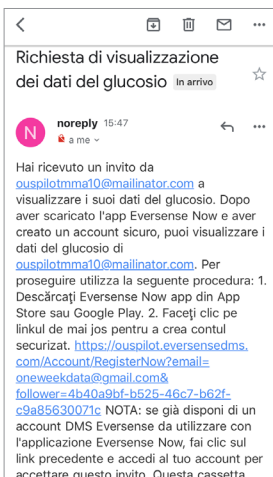 Richiesta di visualizzazione
dei dati del glucosio In arrivo
N
noreply 15:47
a me
Hai ricevuto un invito da
ouspilotmma10@mailinator.com a
visualizzare i suoi dati del glucosio. Dopo
aver scaricato l'app Eversense Now e aver
creato un account sicuro, puoi visualizzare i
dati del glucosio di
ouspilotmma10@mailinator.com. Per
proseguire utilizza la seguente procedura: 1.
Descărcaţi Eversense Now app din App
Store sau Google Play. 2. Faceţi clic pe
linkul de mai jos pentru a crea contul
securizat. https://ouspilot.eversensedms.
com/Account/RegisterNow?email=
oneweekdata@gmail.com&
follower=4b40a9bf-b525-46c7-b62f-
c9a85630071c NOTA: se già disponi di un
account DMS Eversense da utilizzare con
l'applicazione Eversense Now, fai clic sul
link precedente e accedi al tuo account per
accettare questo invito. Questa cassetta